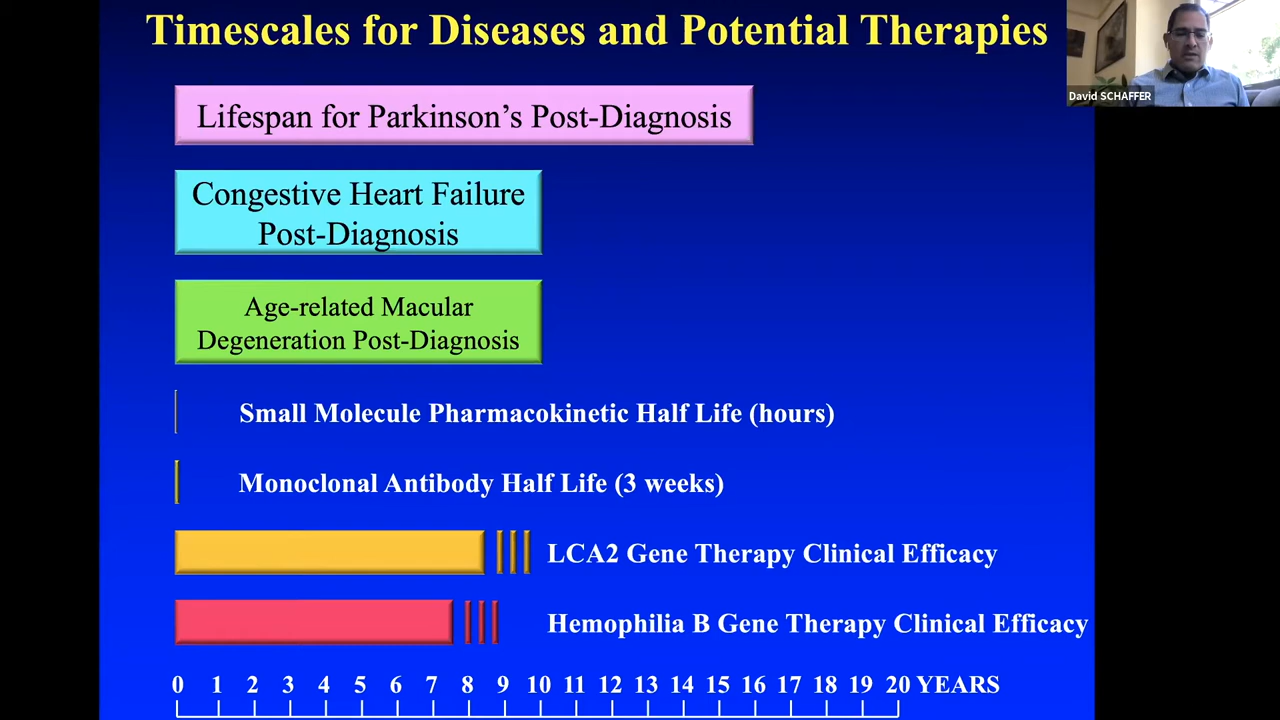 Timescales for Diseases and Potential Therapies
David SCHAFFER
Lifespan for Parkinson's Post-Diagnosis
Congestive Heart Failure
Post-Diagnosis
Age-related Macular
Degeneration Post-Diagnosis
Small Molecule Pharmacokinetic Half Life (hours)
Monoclonal Antibody Half Life (3 weeks)
LCA2 Gene Therapy Clinical Efficacy
Hemophilia B Gene Therapy Clinical Efficacy
0 1 2 3 4 5 6 7 8 9 10 11 12 13 14 15 16 17 18 19 20 YEARS